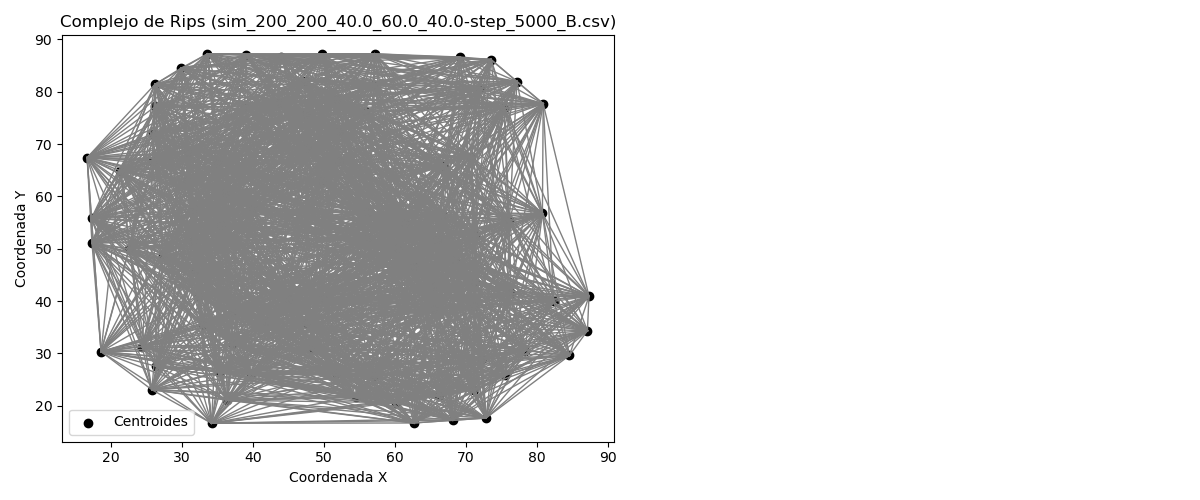 Complejo de Rips (sim_200_200_40.0_60.0_40.0-step_5000_B.csv)
90
80
70
60
50
40
30
20
Coordenada Y
Centroides
20 30 40 50 60 70 80 90
Coordenada X